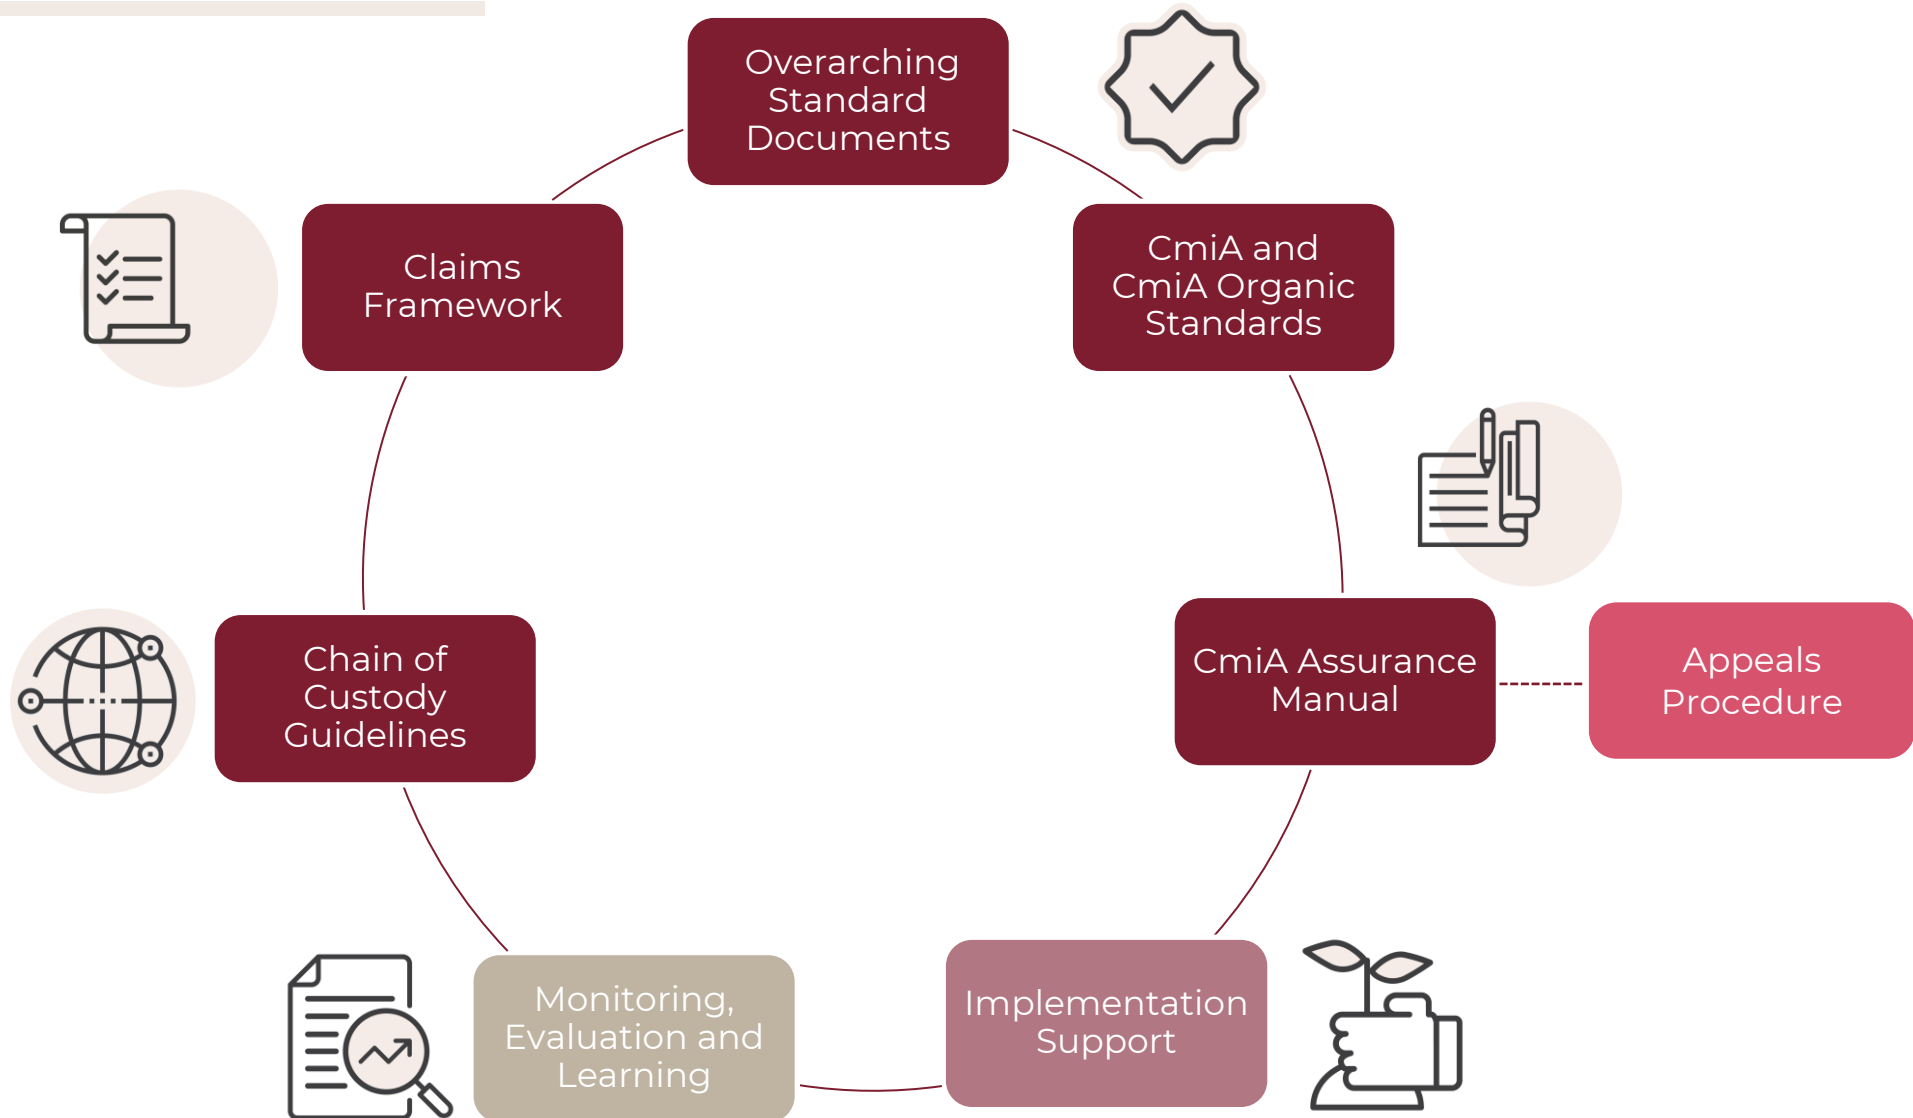 Overarching
Standard
Documents
CmiA and
CmiA Organic
Standards
CmiA Assurance
Manual
Appeals
Procedure
Implementation
Support
Monitoring,
Evaluation and
Learning
Chain of
Custody
Guidelines
Claims
Framework